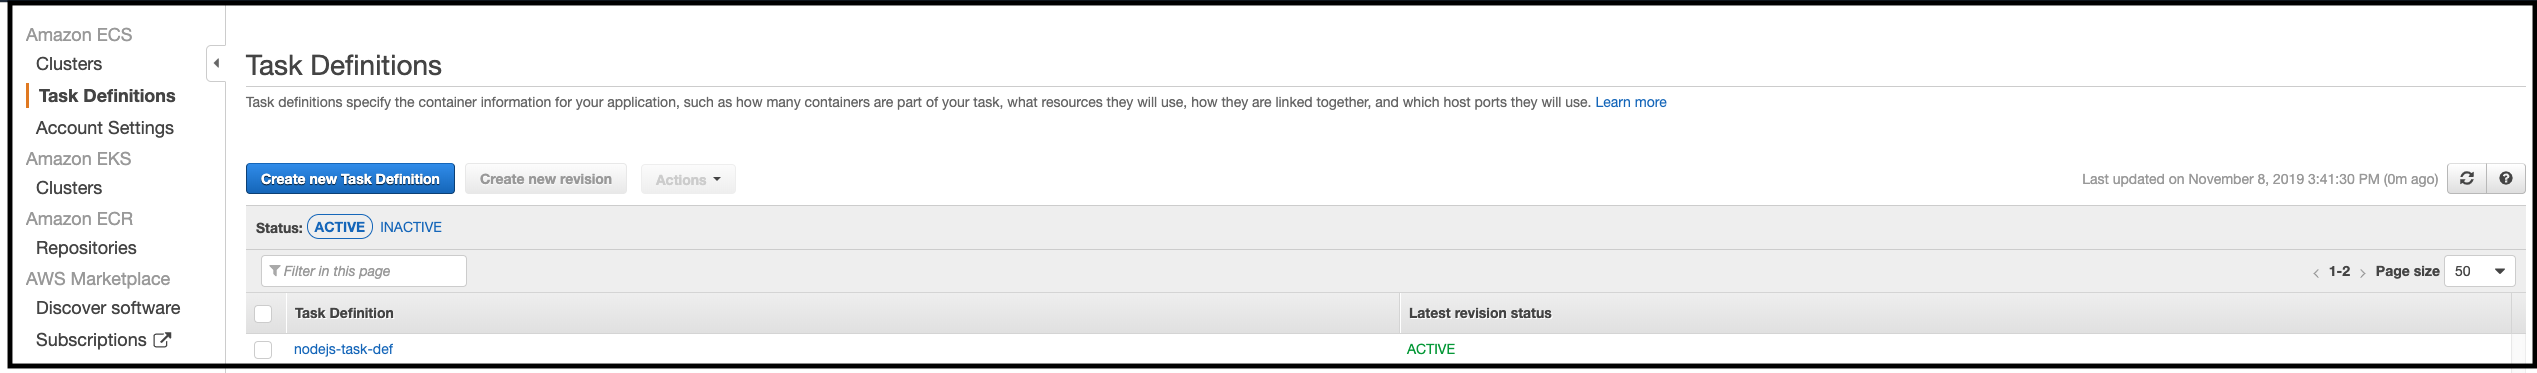 Amazon ECS
Clusters
Task Definitions
Account Settings
Amazon EKS
Clusters
Amazon ECR
Repositories
AWS Marketplace
Discover software
Subscriptions
Task Definitions
Task definitions specify the container information for your application, such as how many containers are part of your task, what resources they will use, how they are linked together, and which host ports they will use. Learn more
Create new Task Definition Create new revision Actions Last updated on November 8, 2019 3:41:30 PM (0m ago)
Status: ACTIVE INACTIVE
Filter in this page 1-2 Page size 50
Task Definition Latest revision status
nodejs-task-def ACTIVE